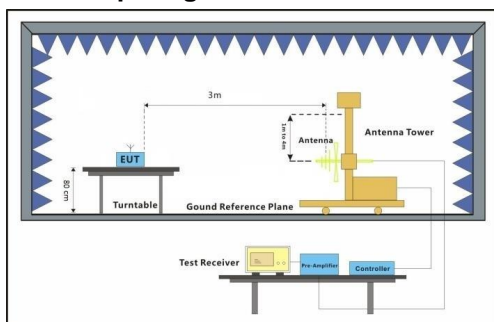 3m
1m to 4m
Antenna
Antenna Tower
EUT
80 cm
Turntable
Gound Reference Plane
Test Receiver
Pre-Amplifier
Controller